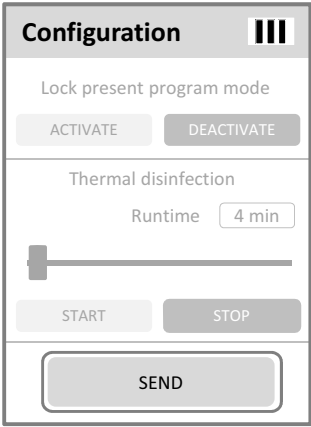 Configuration
Lock present program mode
ACTIVATE DEACTIVATE
Thermal disinfection
Runtime 4 min
START STOP
SEND